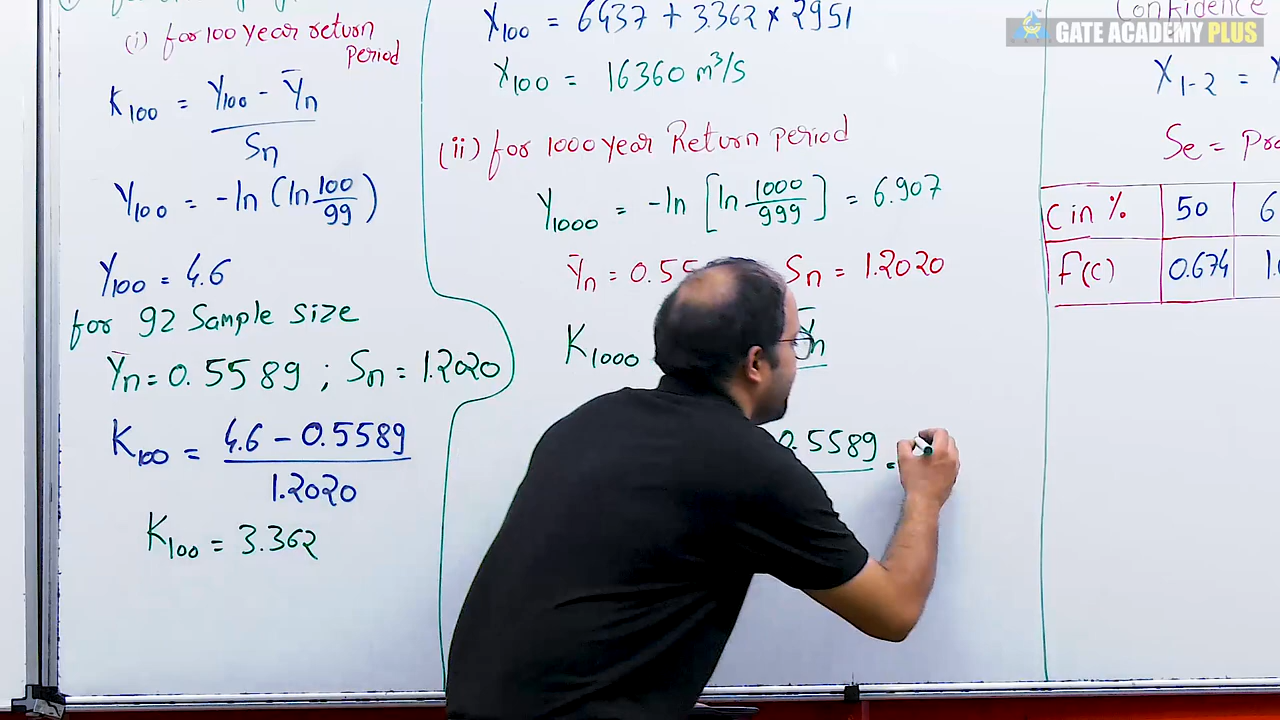 (i) for 100 year return
period
K100 = Y100 - Ȳn / Sn
Y100 = -ln (ln 100/99)
Y100 = 4.6
for 92 Sample Size
Ȳn = 0.5589 ; Sn = 1.2020
K100 = 4.6 - 0.5589 / 1.2020
K100 = 3.362
X100 = 6437 + 3.362 x 2951
X100 = 16360 m³/s
(ii) for 1000 year Return period
Y1000 = -ln [ln 1000/999] = 6.907
Ȳn = 0.55 Sn = 1.2020
K1000 Ȳn
0.5589 =
Confidence
GATE ACADEMY PLUS
X1-2 =
Se =
C in % 50 6
f(c) 0.674 1.